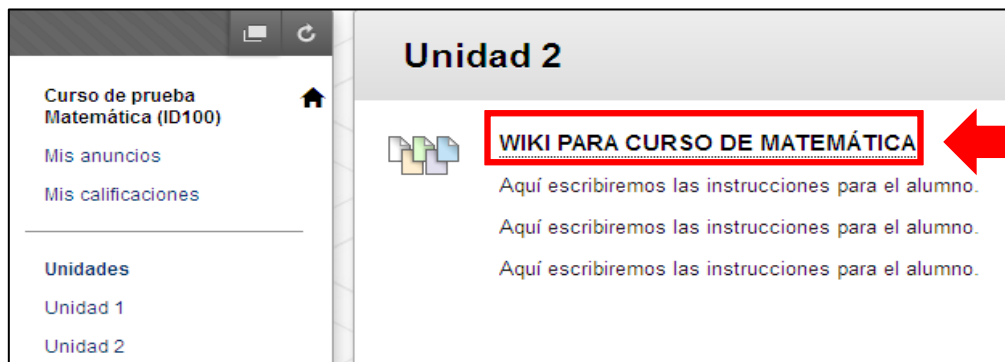 Curso de prueba
Matemática (ID100)
Mis anuncios
Mis calificaciones
Unidades
Unidad 1
Unidad 2
Unidad 2
WIKI PARA CURSO DE MATEMÁTICA
Aquí escribiremos las instrucciones para el alumno.
Aquí escribiremos las instrucciones para el alumno.
Aquí escribiremos las instrucciones para el alumno.